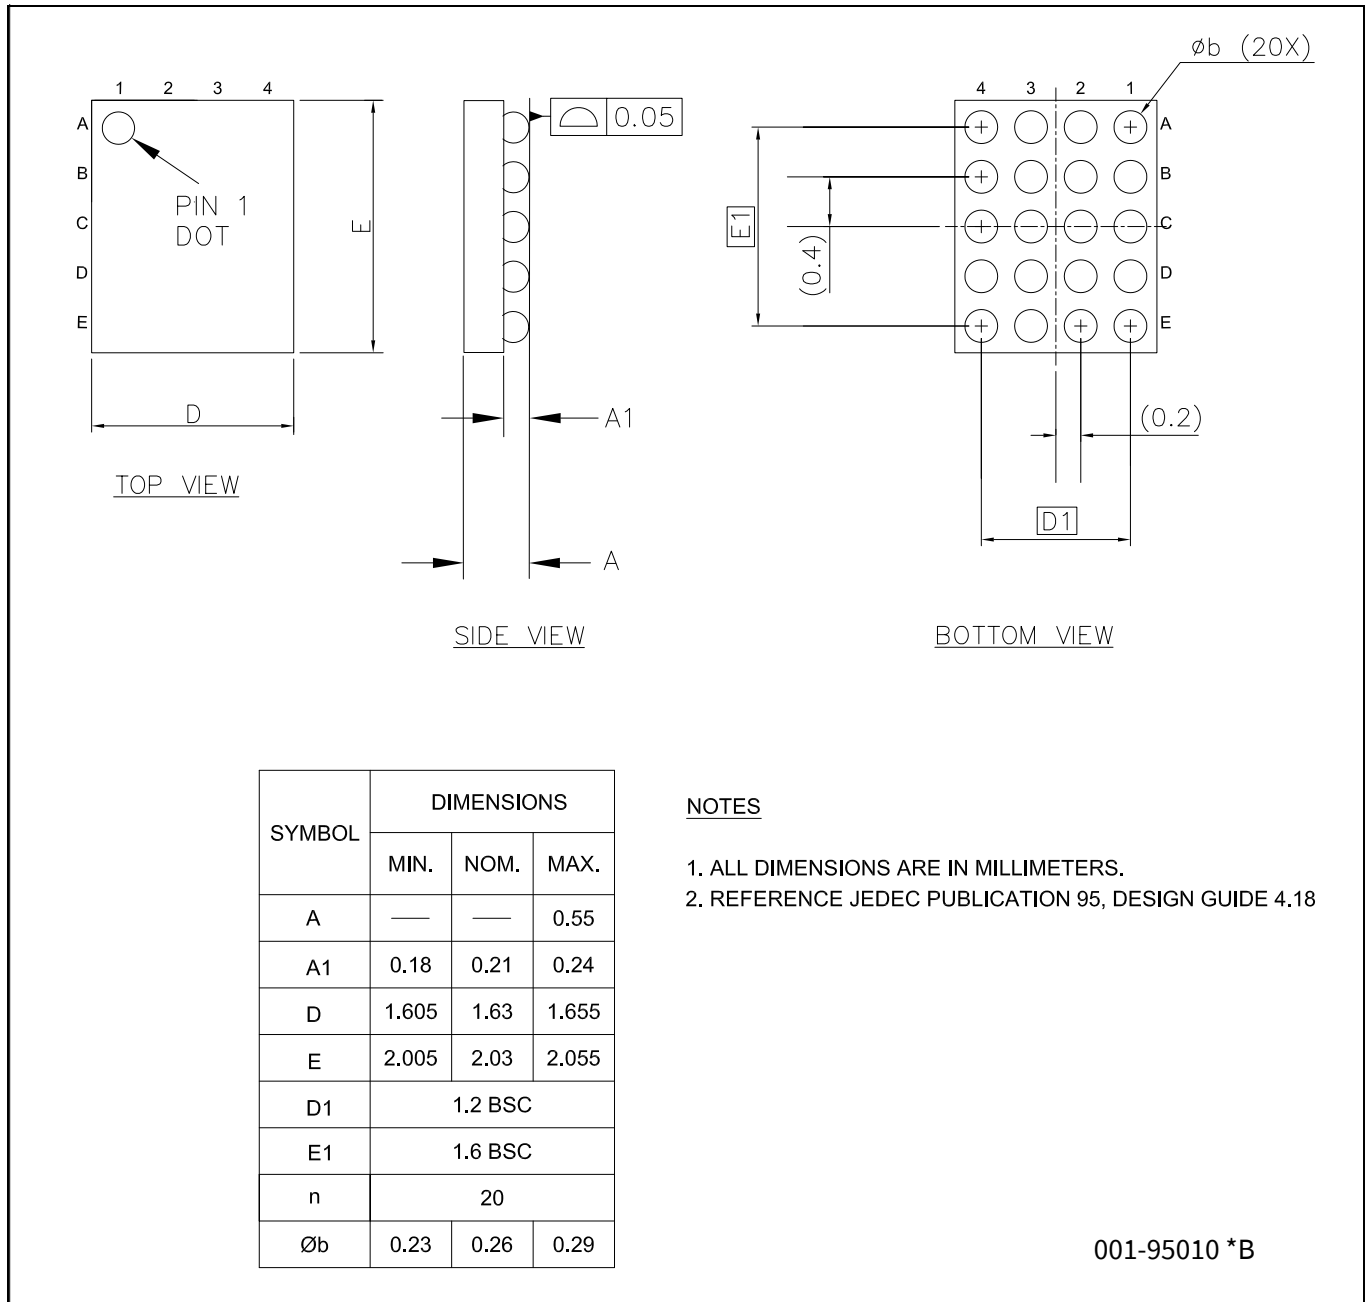 1 2 3 4
A
B
C
D
E
PIN 1
DOT
E
D
TOP VIEW
0.05
A1
A
SIDE VIEW
øb (20X)
4 3 2 1
A
B
C
D
E
E1
(0.4)
(0.2)
D1
BOTTOM VIEW
SYMBOL DIMENSIONS
MIN. NOM. MAX.
A — — 0.55
A1 0.18 0.21 0.24
D 1.605 1.63 1.655
E 2.005 2.03 2.055
D1 1.2 BSC
E1 1.6 BSC
n 20
Øb 0.23 0.26 0.29
NOTES
1. ALL DIMENSIONS ARE IN MILLIMETERS.
2. REFERENCE JEDEC PUBLICATION 95, DESIGN GUIDE 4.18
001-95010 *B